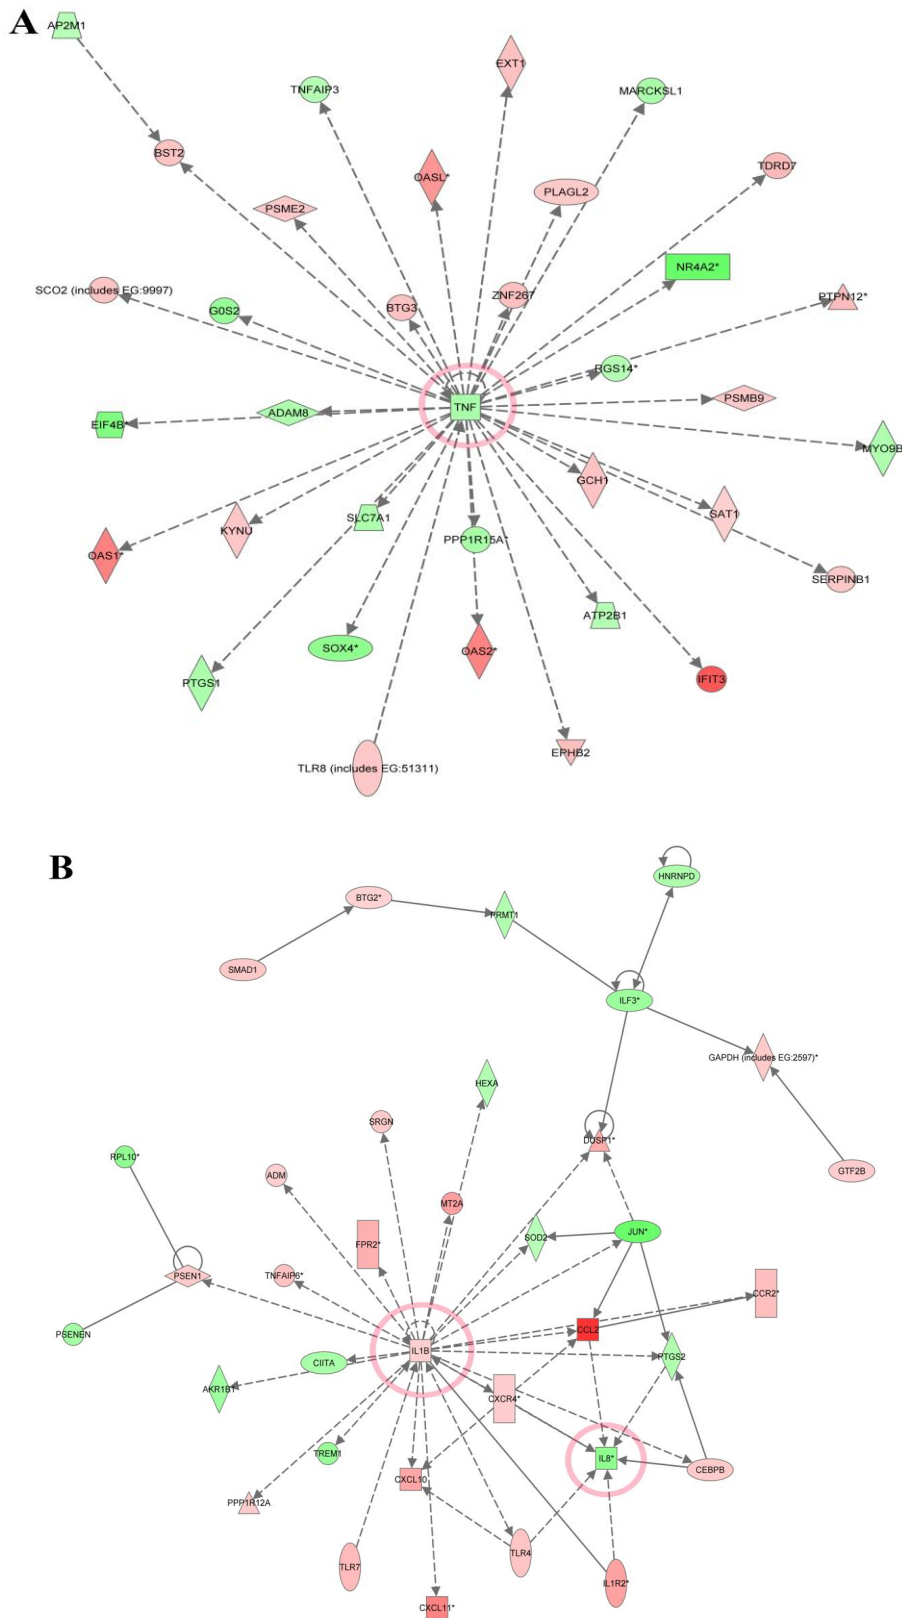 A
AP2M1
EXT1
TNFAIP3
MARCKSL1
BST2
OASL*
TDRD7
PLAGL2
PSME2
NR4A2*
SCO2 (includes EG:9997)
ZNF267
PTPN12*
G0S2
BTG3
RGS14*
PSMB9
TNF
ADAM8
EIF4B*
MYO9B
GCH1
SAT1
SLC7A1
KYNU
PPP1R15A*
OAS1*
SERPINB1
ATP2B1
SOX4*
OAS2*
IFIT3
PTGS1
EPHB2
TLR8 (includes EG:51311)
B
HNRNPD
BTG2*
PRMT1
SMAD1
ILF3*
GAPDH (includes EG:2597)*
HEXA
SRGN
DUSP1*
RPL10*
GTF2B
ADM
MT2A
JUN*
SOD2
FPR2*
TNFAIP6*
PSEN1
CCR2*
PSENEN
CCL2
IL1B
PTGS2
CIITA
AKR1B1
CXCR4*
TREM1
IL8*
CEBPB
CXCL10
PPP1R12A
TLR4
TLR7
IL1R2*
CXCL11*